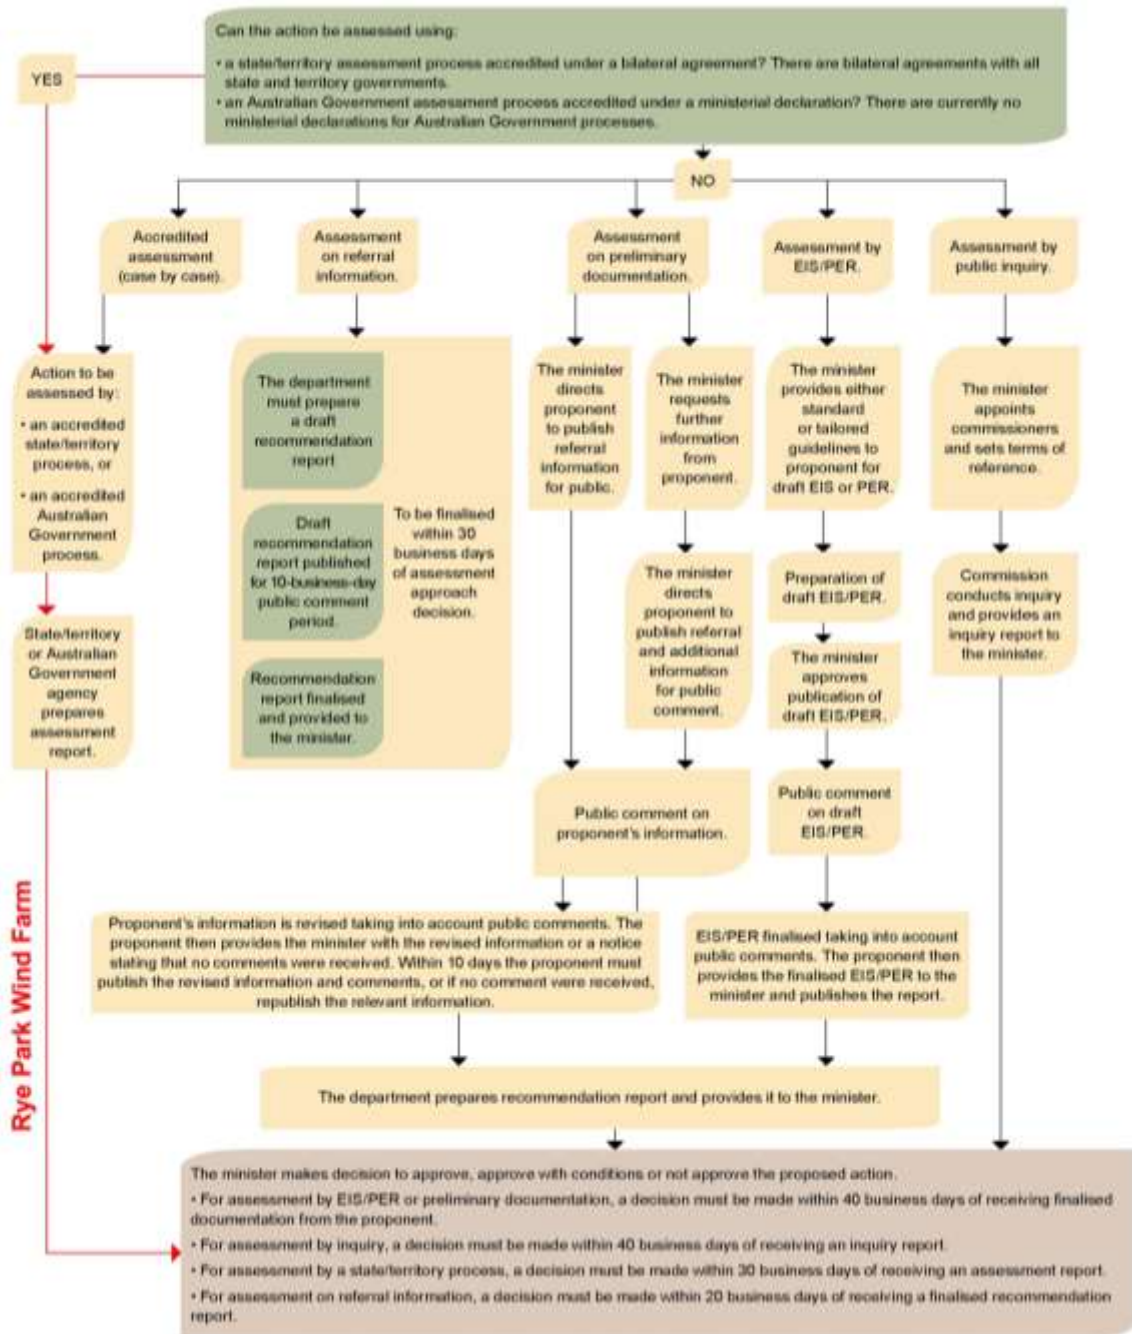 Can the action be assessed using:
• a state/territory assessment process accredited under a bilateral agreement? There are bilateral agreements with all
state and territory governments.
• an Australian Government assessment process accredited under a ministerial declaration? There are currently no
ministerial declarations for Australian Government processes.
YES
NO
Accredited
assessment
(case by case).
Assessment
on referral
information.
Assessment
on preliminary
documentation.
Assessment by
EIS/PER.
Assessment by
public inquiry.
Action to be
assessed by:
• an accredited
state/territory
process, or
• an accredited
Australian
Government
process.
The department
must prepare
a draft
recommendation
report
Draft
recommendation
report published
for 10-business-day
public comment
period.
Recommendation
report finalised
and provided to
the minister.
To be finalised
within 30
business days
of assessment
approach
decision.
The minister
directs
proponent
to publish
referral
information
for public.
The minister
requests
further
information
from
proponent.
The minister
provides either
standard
or tailored
guidelines to
proponent for
draft EIS or PER.
The minister
appoints
commissioners
and sets terms of
reference.
State/territory
or Australian
Government
agency
prepares
assessment
report.
The minister
directs
proponent to
publish referral
and additional
information
for public
comment.
Preparation of
draft EIS/PER.
The minister
approves
publication of
draft EIS/PER.
Commission
conducts inquiry
and provides an
inquiry report to
the minister.
Public comment on
proponent's information.
Public comment
on draft
EIS/PER.
Rye Park Wind Farm
Proponent's information is revised taking into account public comments. The
proponent then provides the minister with the revised information or a notice
stating that no comments were received. Within 10 days the proponent must
publish the revised information and comments, or if no comment were received,
republish the relevant information.
EIS/PER finalised taking into account
public comments. The proponent then
provides the finalised EIS/PER to the
minister and publishes the report.
The department prepares recommendation report and provides it to the minister.
The minister makes decision to approve, approve with conditions or not approve the proposed action.
• For assessment by EIS/PER or preliminary documentation, a decision must be made within 40 business days of receiving finalised
documentation from the proponent.
• For assessment by inquiry, a decision must be made within 40 business days of receiving an inquiry report.
• For assessment by a state/territory process, a decision must be made within 30 business days of receiving an assessment report.
• For assessment on referral information, a decision must be made within 20 business days of receiving a finalised recommendation
report.